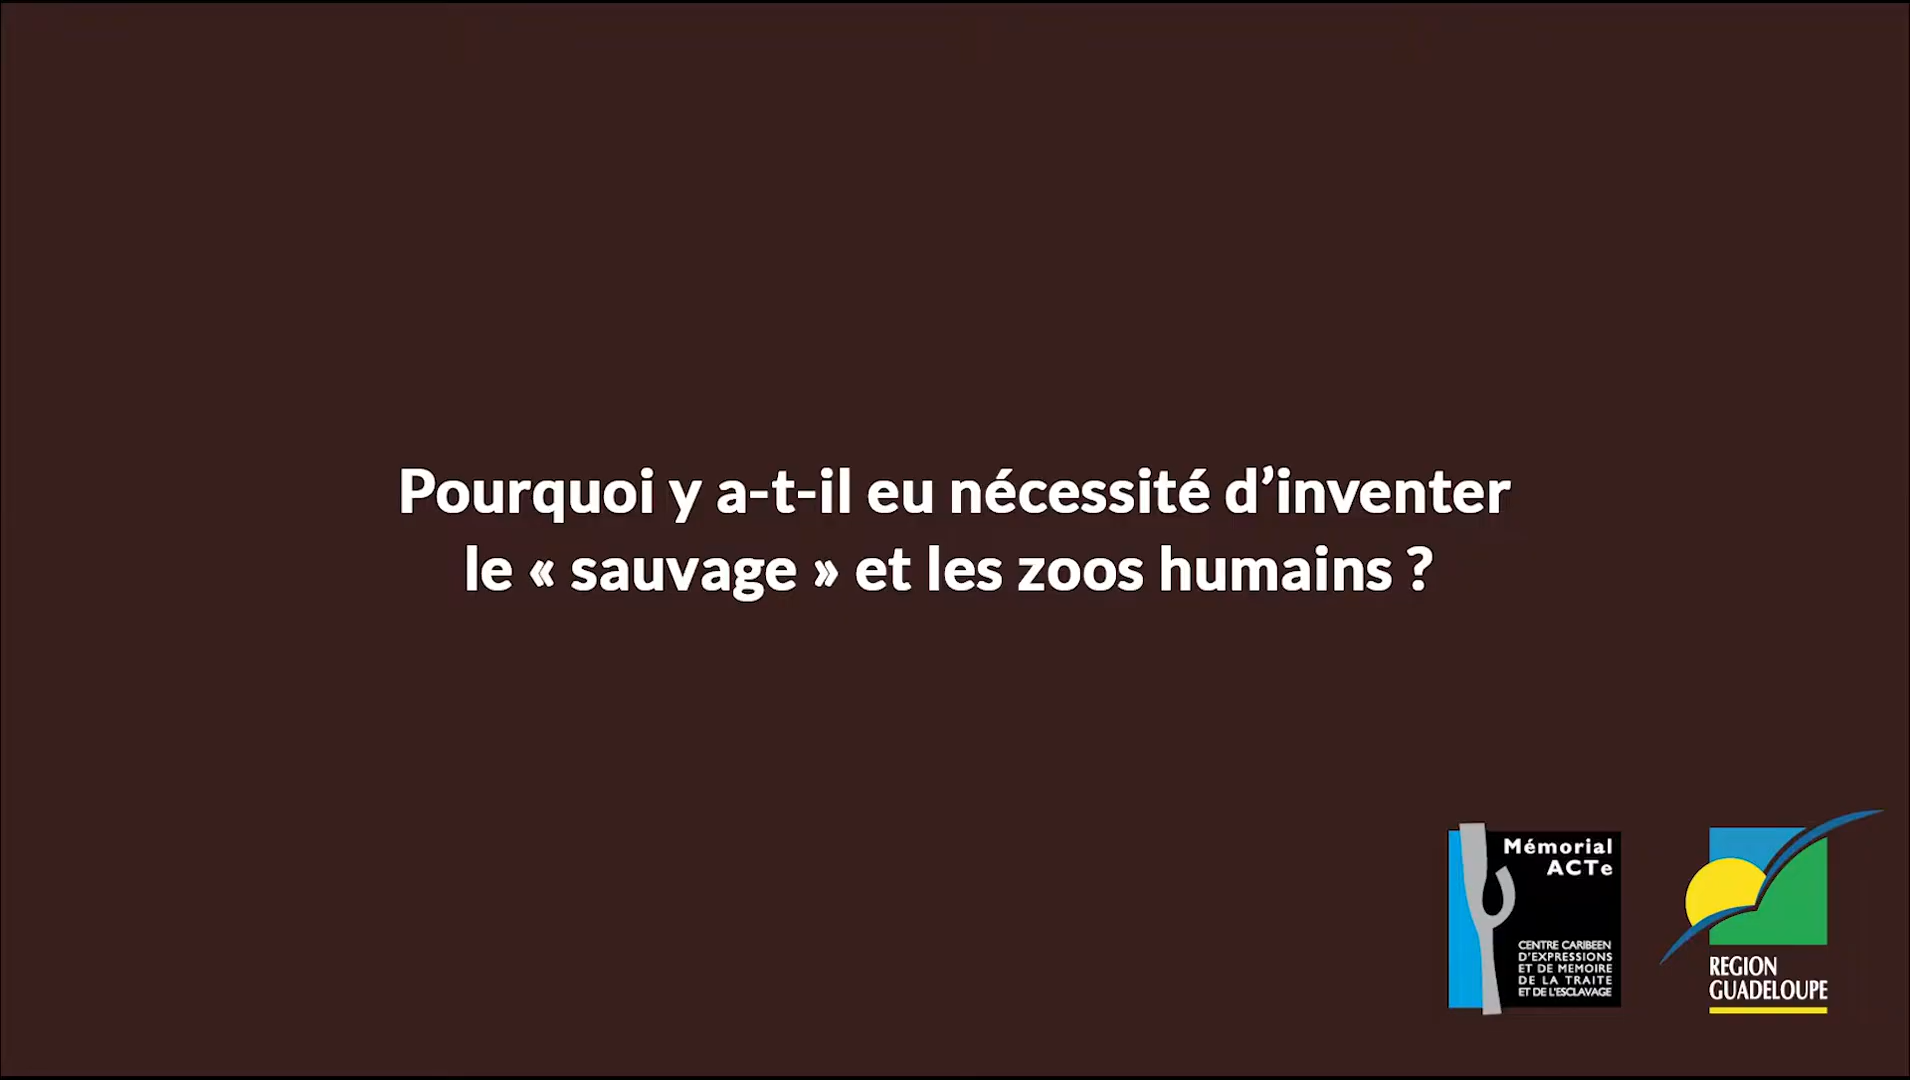 Pourquoi y a-t-il eu nécessité d’inventer
le « sauvage » et les zoos humains ?
Mémorial
ACTe
CENTRE CARIBEEN
D'EXPRESSIONS
ET DE MEMOIRE
DE LA TRAITE
ET DE L'ESCLAVAGE
REGION
GUADELOUPE